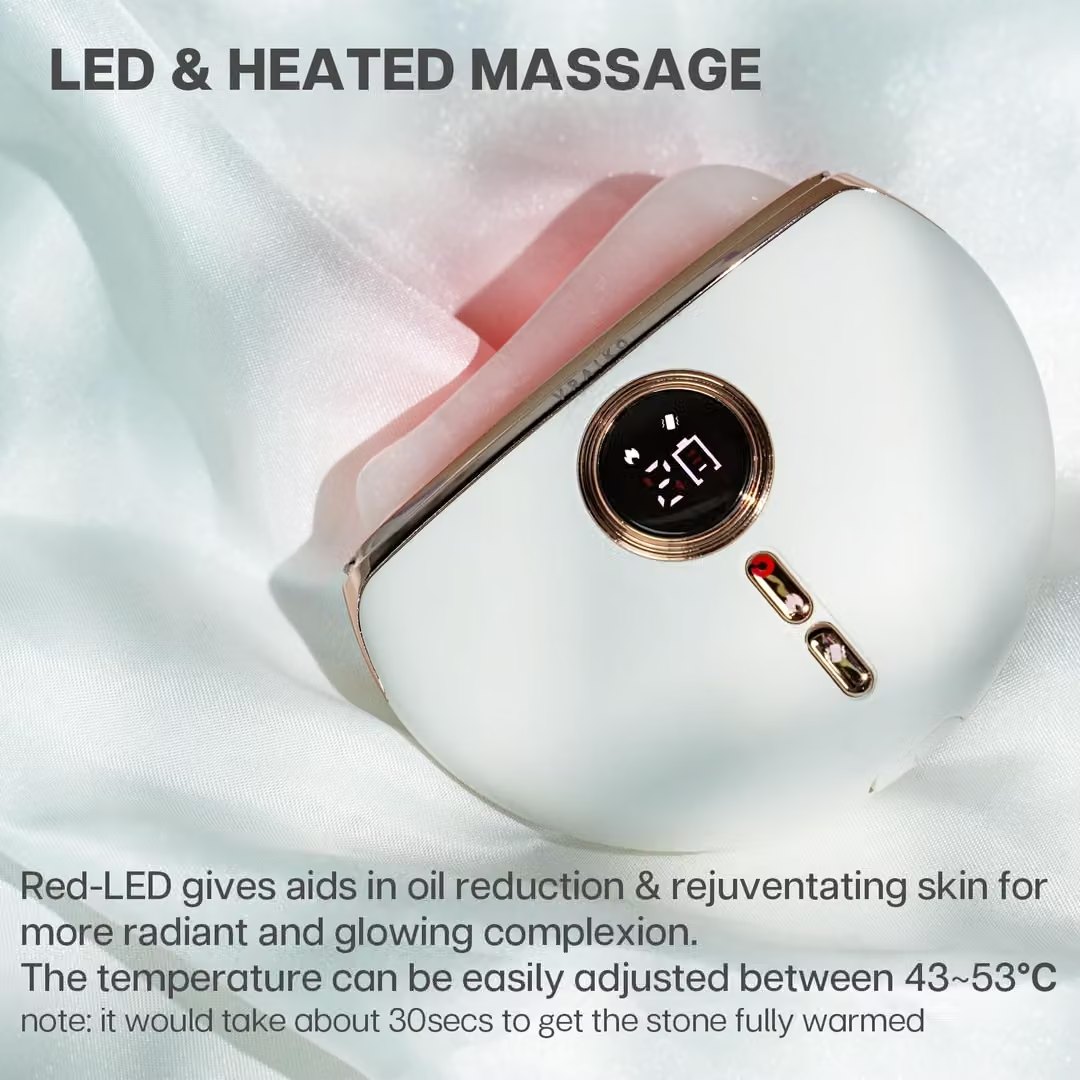 LED & HEATED MASSAGE
VRAIKO
Red-LED gives aids in oil reduction & rejuventating skin for
more radiant and glowing complexion.
The temperature can be easily adjusted between 43~53°C
note: it would take about 30secs to get the stone fully warmed